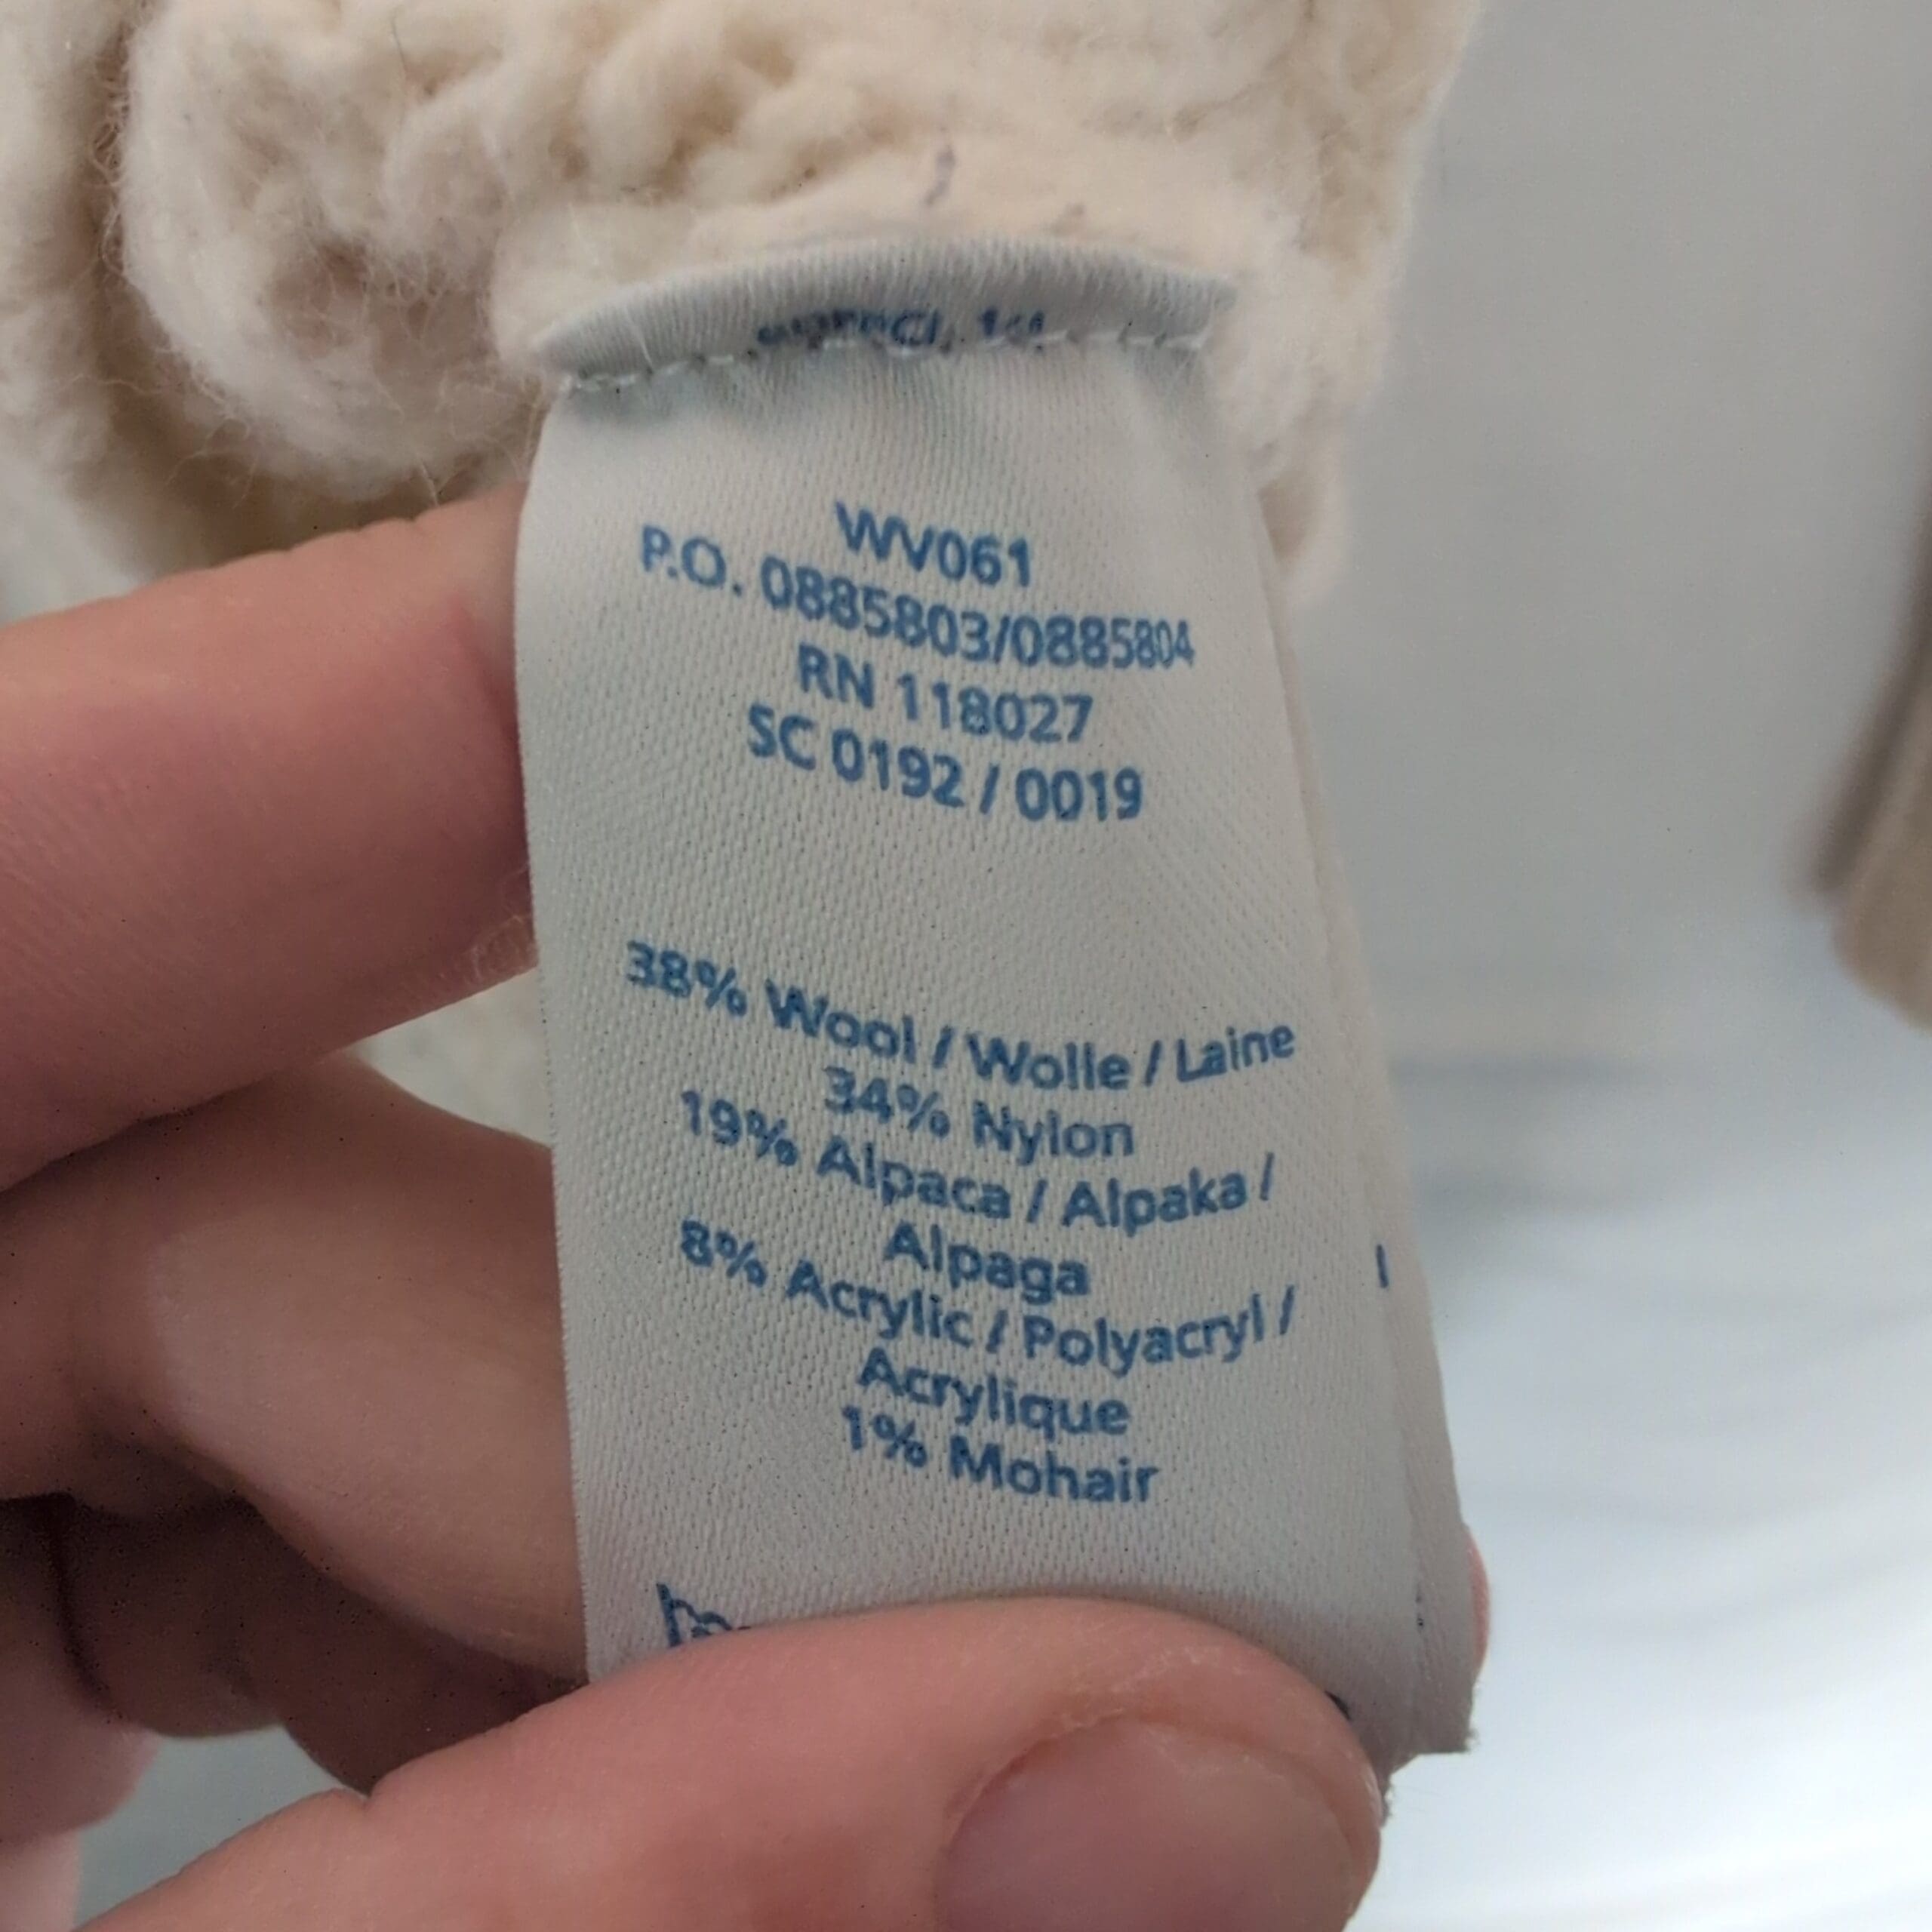 WV061
P.O. 0885803/0885804
RN 118027
SC 0192 / 0019
38% Wool / Wolle / Laine
34% Nylon
19% Alpaca / Alpaka /
Alpaga
8% Acrylic / Polyacryl /
Acrylique
1% Mohair